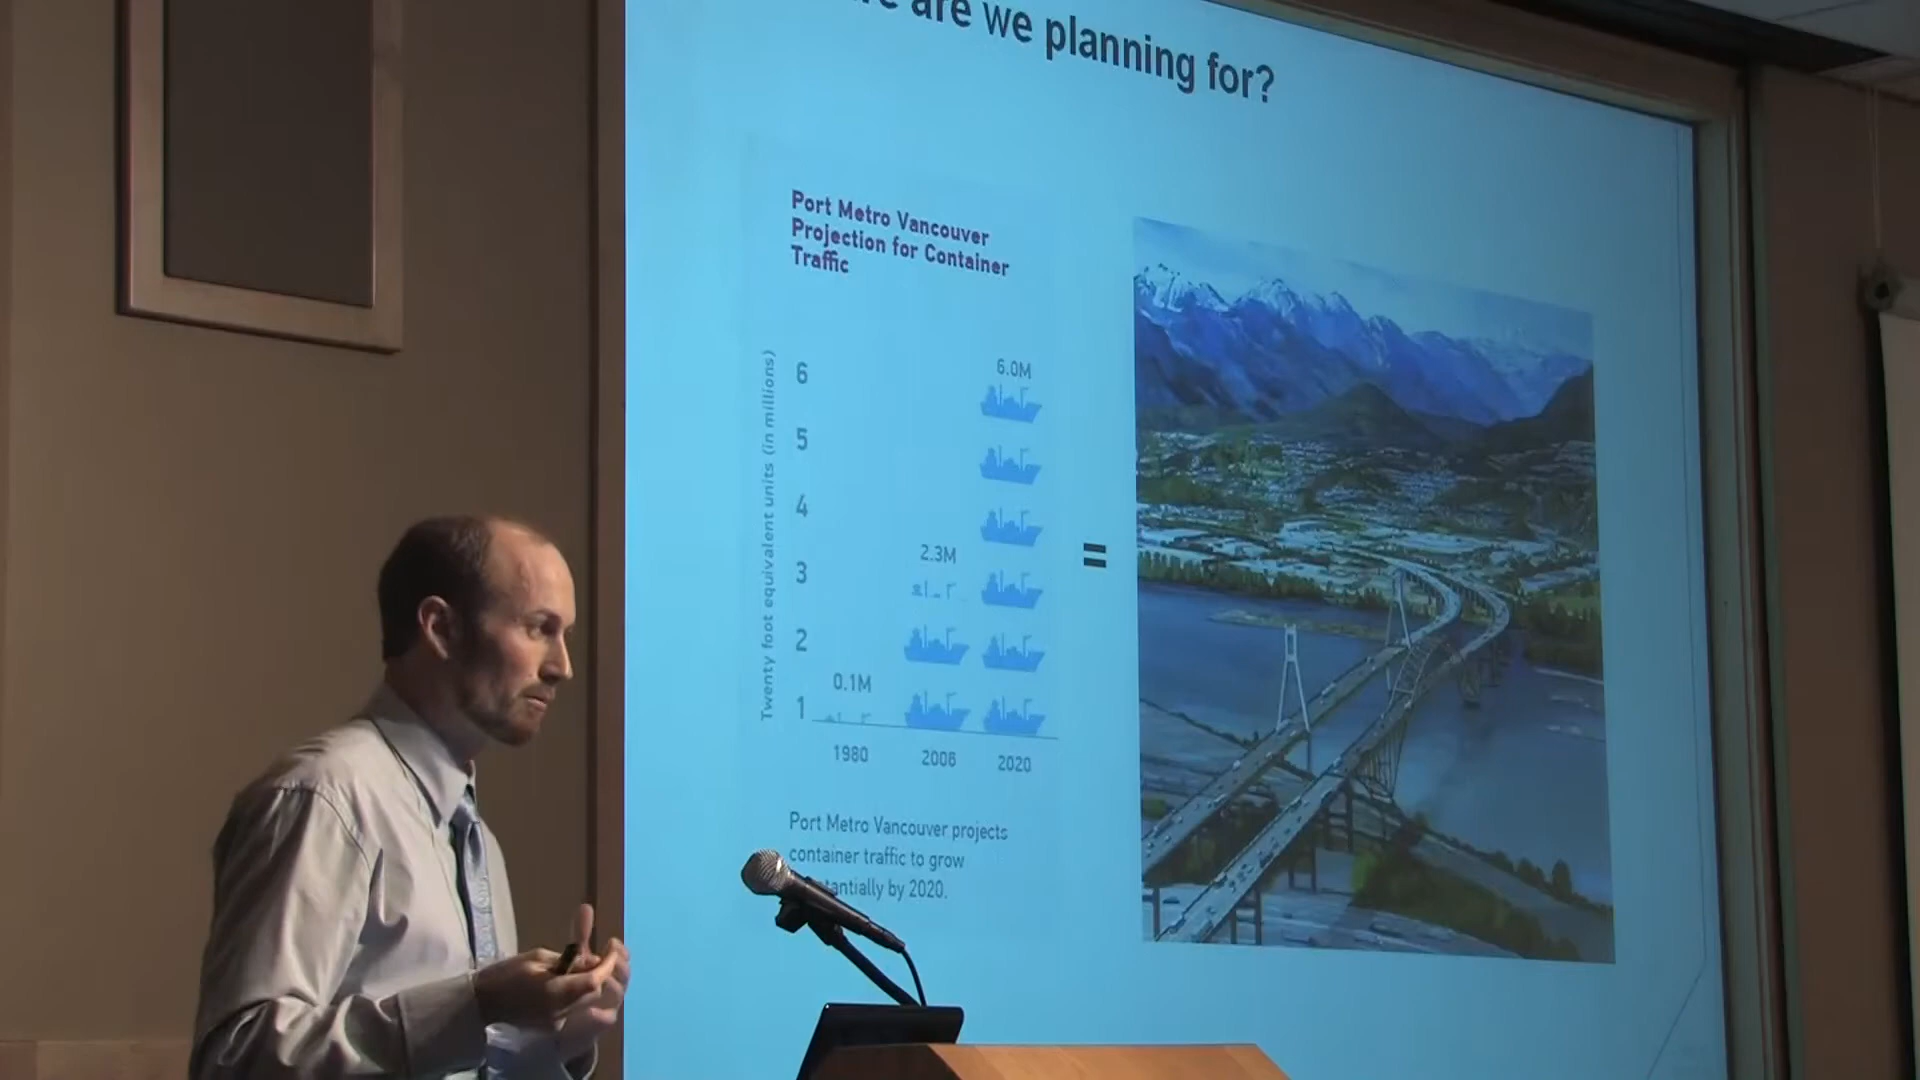 are we planning for?
Port Metro Vancouver
Projection for Container
Traffic
Twenty foot equivalent units (in millions)
6
5
4
3
2
1
6.0M
2.3M
0.1M
=
1980
2008
2020
Port Metro Vancouver projects
container traffic to grow
by 2020.